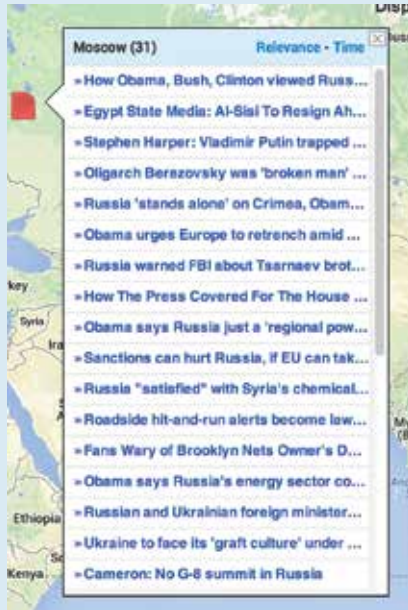 Disp
Moscow (31) Relevance - Time
» How Obama, Bush, Clinton viewed Russ...
» Egypt State Media: Al-Sisi To Resign Ah...
» Stephen Harper: Vladimir Putin trapped ...
» Oligarch Berezovsky was 'broken man' ...
» Russia 'stands alone' on Crimea, Obam...
» Obama urges Europe to retrench amid ...
» Russia warned FBI about Tsarnaev brot...
» How The Press Covered For The House ...
» Obama says Russia just a 'regional pow...
» Sanctions can hurt Russia, if EU can tak...
» Russia "satisfied" with Syria's chemical...
» Roadside hit-and-run alerts become law...
» Fans Wary of Brooklyn Nets Owner's D...
» Obama says Russia's energy sector co...
» Russian and Ukrainian foreign minister...
» Ukraine to face its 'graft culture' under ...
» Cameron: No G-8 summit in Russia
key
Syria
Ira
Ethiopia
Kenya